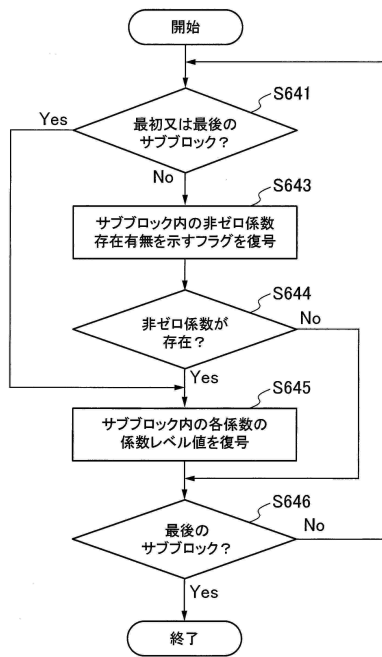 開始
S641
最初又は最後の
サブブロック?
Yes
No
S643
サブブロック内の非ゼロ係数
存在有無を示すフラグを復号
S644
非ゼロ係数が
存在?
No
Yes
S645
サブブロック内の各係数の
係数レベル値を復号
S646
最後の
サブブロック?
No
Yes
終了